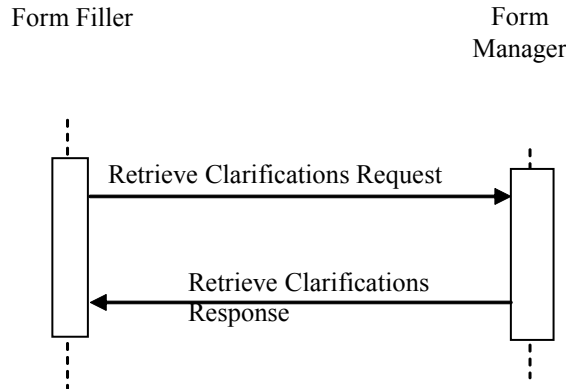 Form Filler
Form
Manager
Retrieve Clarifications Request
Retrieve Clarifications
Response